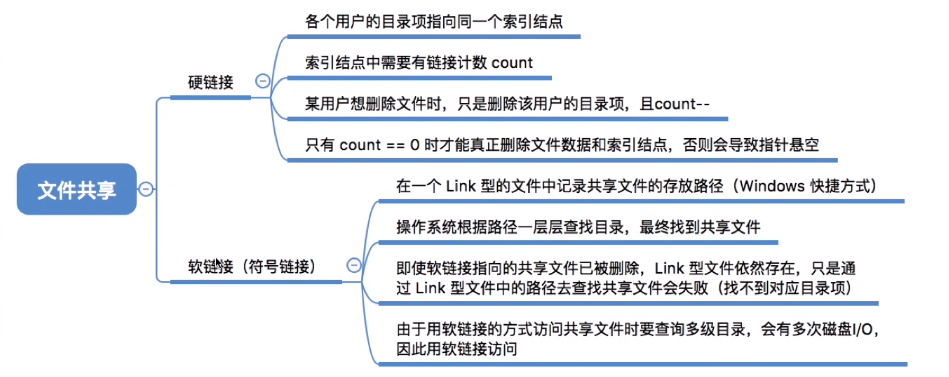 文件共享
硬链接
各个用户的目录项指向同一个索引结点
索引结点中需要有链接计数 count
某用户想删除文件时，只是删除该用户的目录项，且count--
只有 count == 0 时才能真正删除文件数据和索引结点，否则会导致指针悬空
软链接（符号链接）
在一个 Link 型的文件中记录共享文件的存放路径（Windows 快捷方式）
操作系统根据路径一层层查找目录，最终找到共享文件
即使软链接指向的共享文件已被删除，Link 型文件依然存在，只是通
过 Link 型文件中的路径去查找共享文件会失败（找不到对应目录项）
由于用软链接的方式访问共享文件时要查询多级目录，会有多次磁盘I/O，
因此用软链接访问